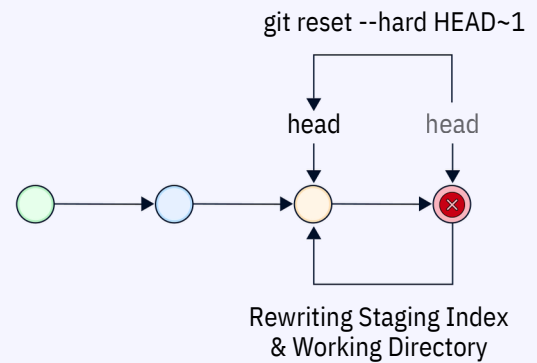 git reset --hard HEAD~1
head
head
Rewriting Staging Index
& Working Directory